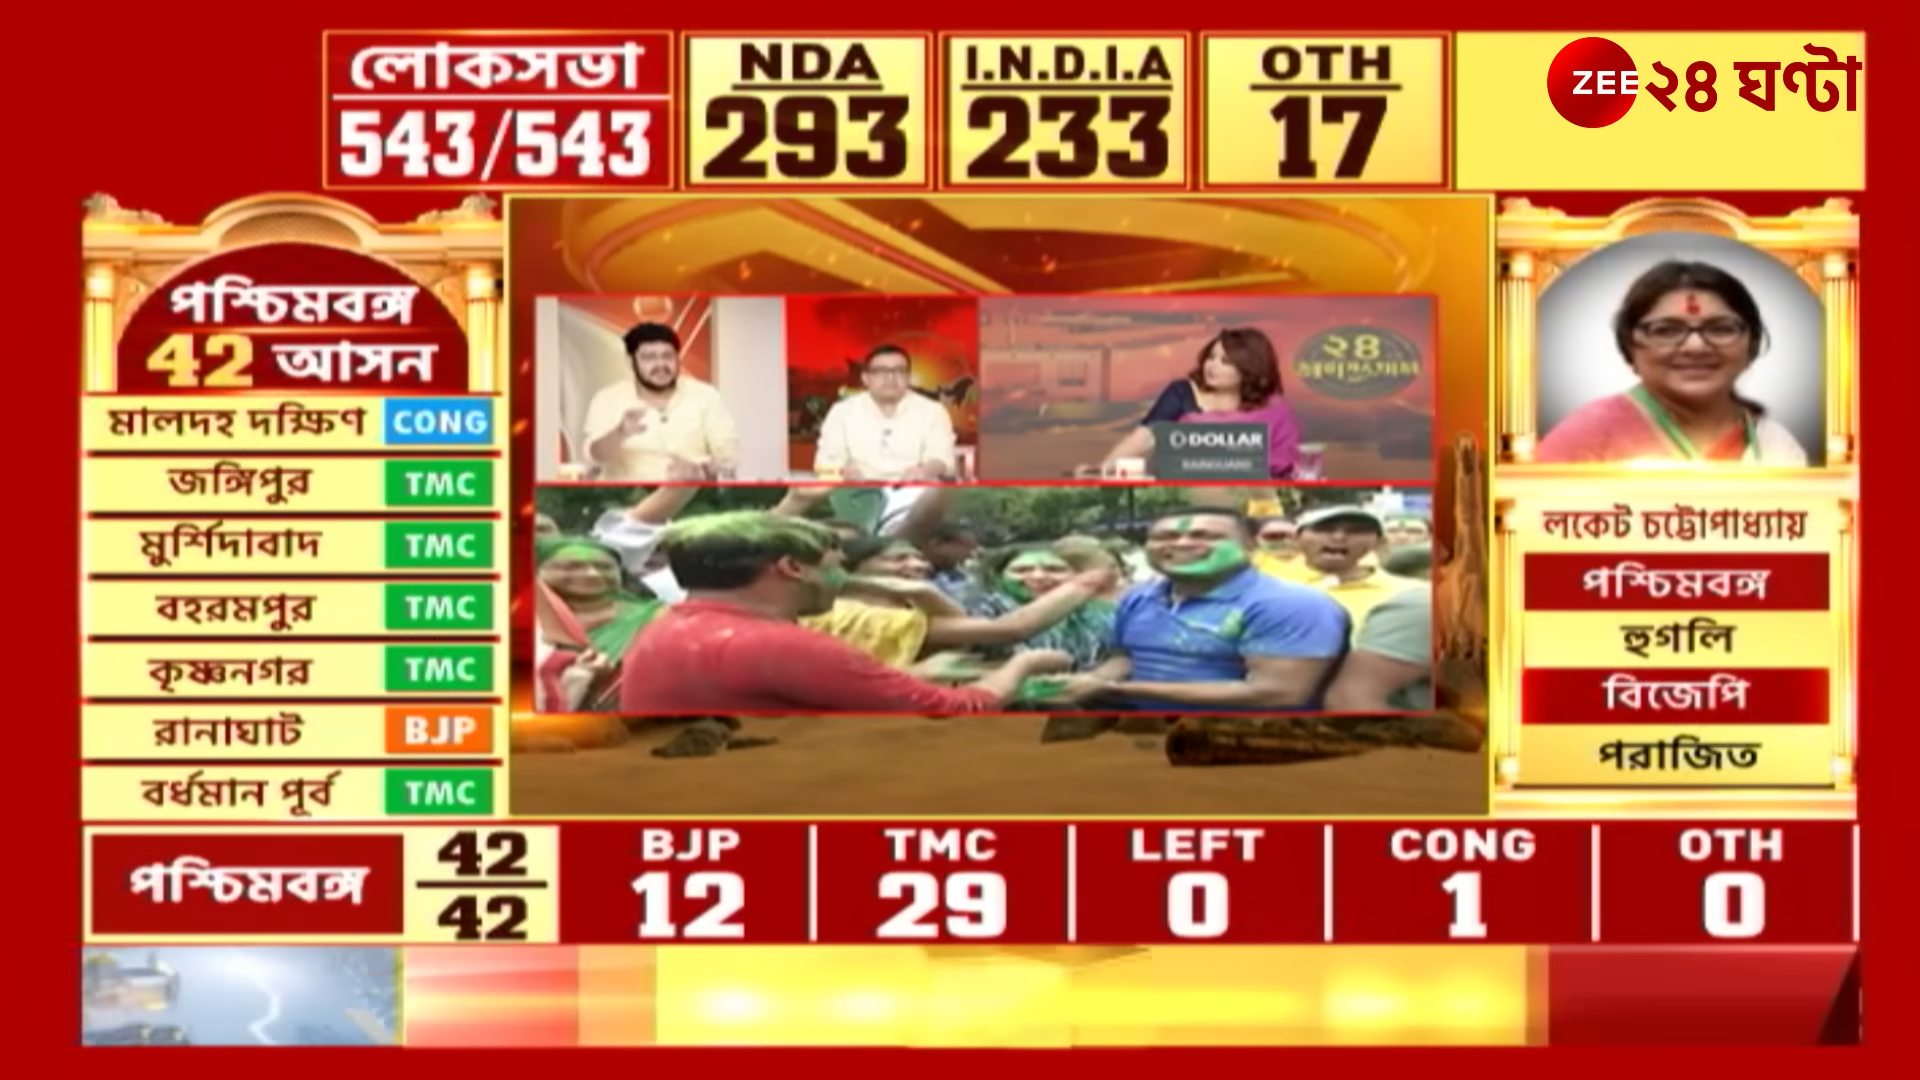 লোকসভা
543/543
NDA
293
I.N.D.I.A
233
OTH
17
ZEE ২৪ ঘণ্টা
পশ্চিমবঙ্গ
42 আসন
মালদহ দক্ষিণ CONG
জঙ্গিপুর TMC
মুর্শিদাবাদ TMC
বহরমপুর TMC
কৃষ্ণনগর TMC
রানাঘাট BJP
বর্ধমান পূর্ব TMC
২৪
DOLLAR
RAINGUARD
লকেট চট্টোপাধ্যায়
পশ্চিমবঙ্গ
হুগলি
বিজেপি
পরাজিত
পশ্চিমবঙ্গ
42
42
BJP
12
TMC
29
LEFT
0
CONG
1
OTH
0